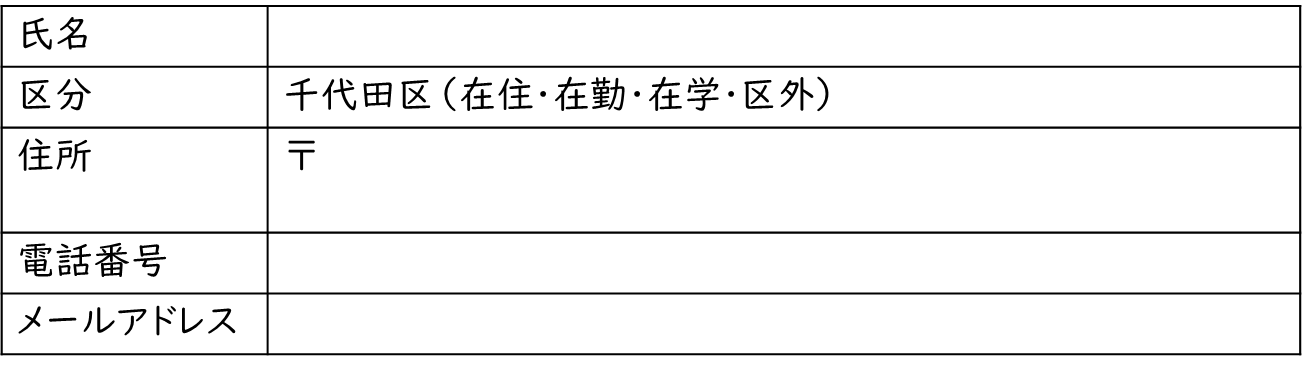 氏名
区分 千代田区（在住・在勤・在学・区外）
住所 〒
電話番号
メールアドレス